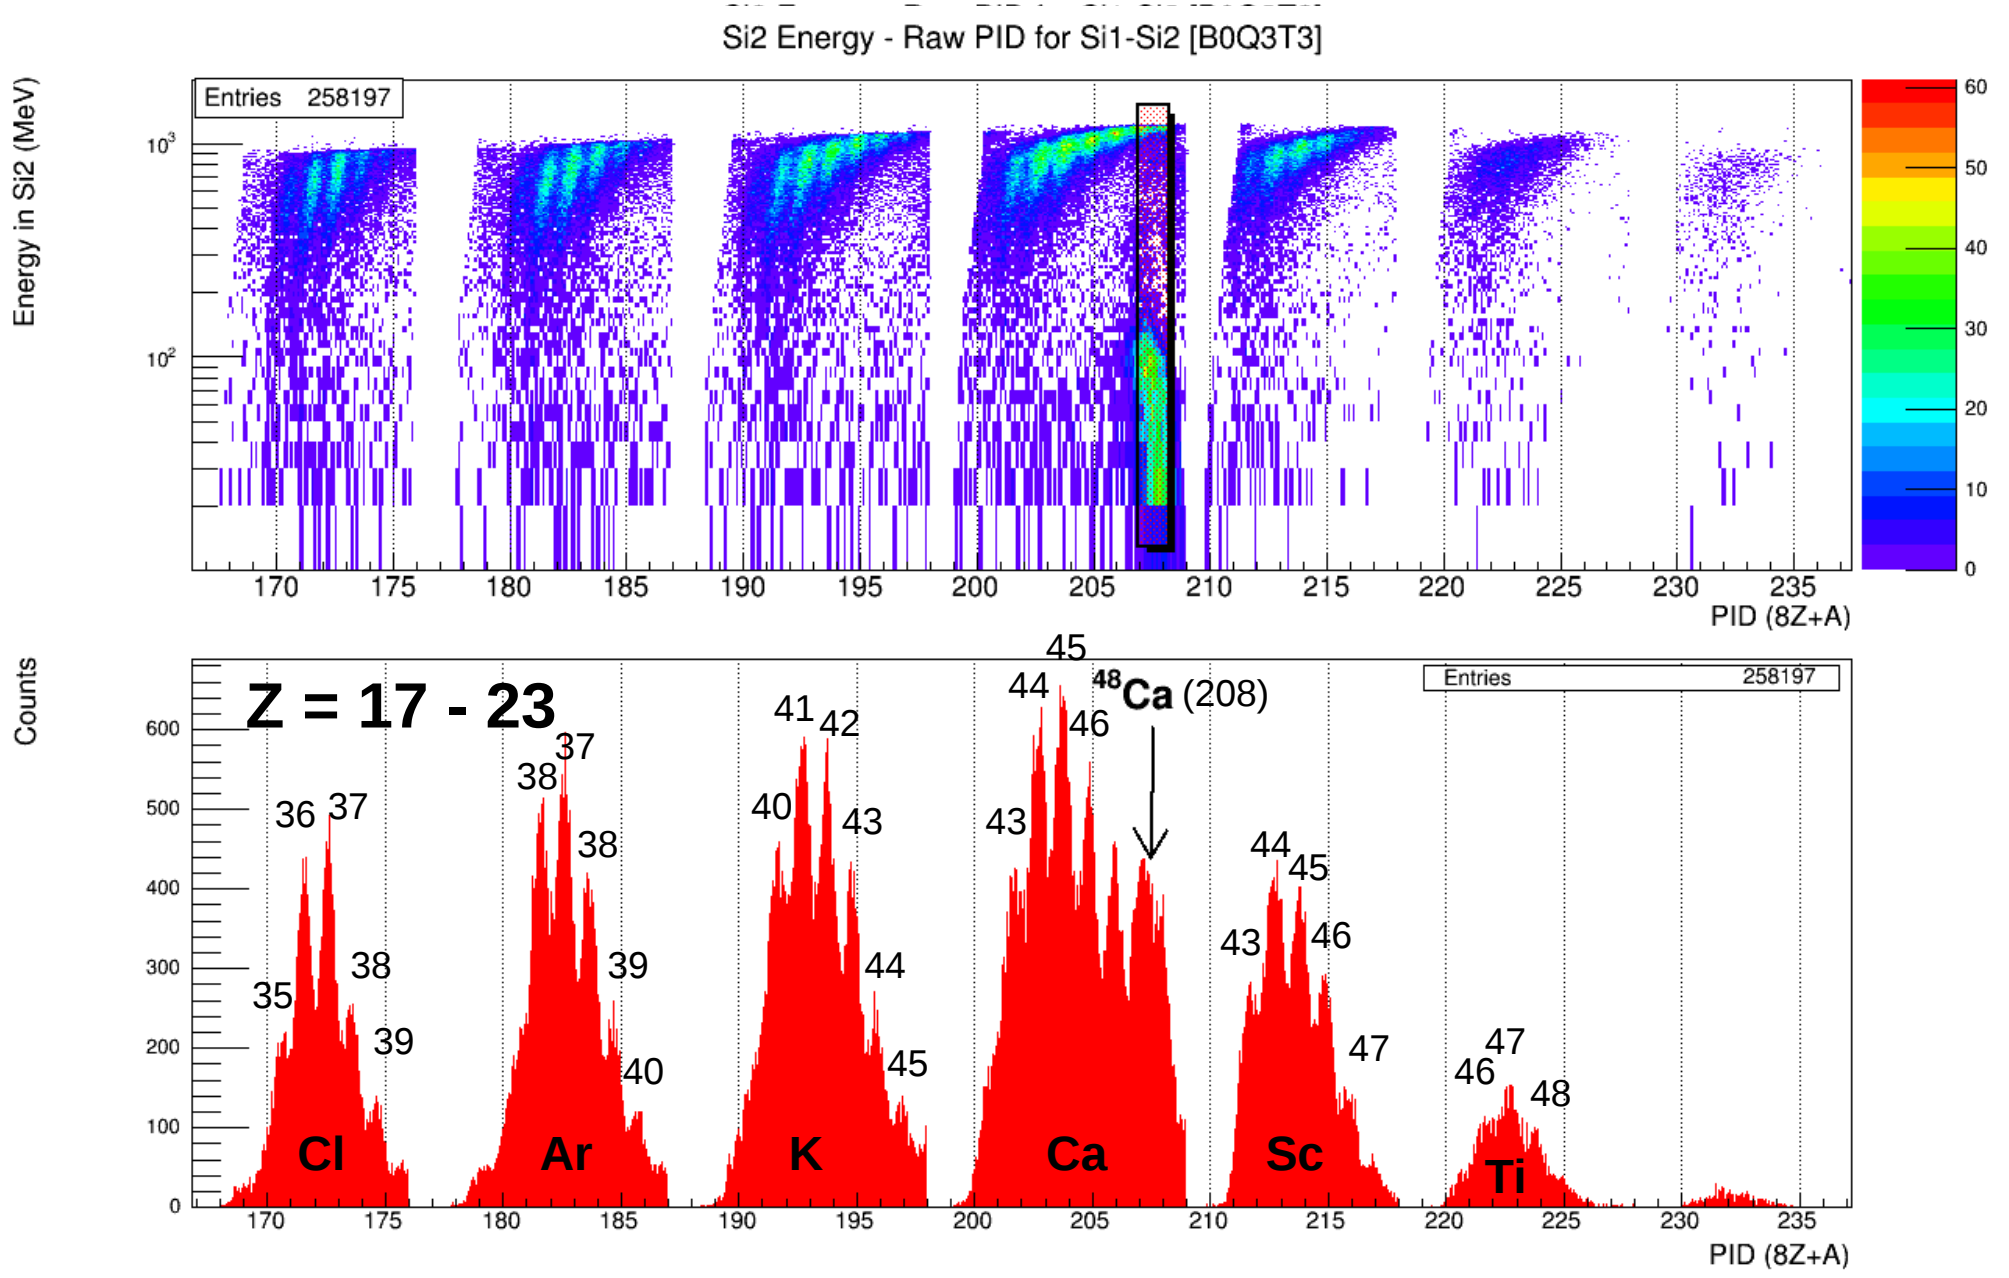 Si2 Energy - Raw PID for Si1-Si2 [B0Q3T3]
Entries 258197
Energy in Si2 (MeV)
10³
10²
170 175 180 185 190 195 200 205 210 215 220 225 230 235
PID (8Z+A)
60
50
40
30
20
10
0
Counts
Z = 17 - 23
Entries 258197
600
500
400
300
200
100
0
36 37
35 38
39
Cl
37
38
38
39
40
Ar
41 42
40 43
44
45
K
45
44
46
43
⁴⁸Ca (208)
Ca
44
45
43 46
47
Sc
47
46 48
Ti
170 175 180 185 190 195 200 205 210 215 220 225 230 235
PID (8Z+A)